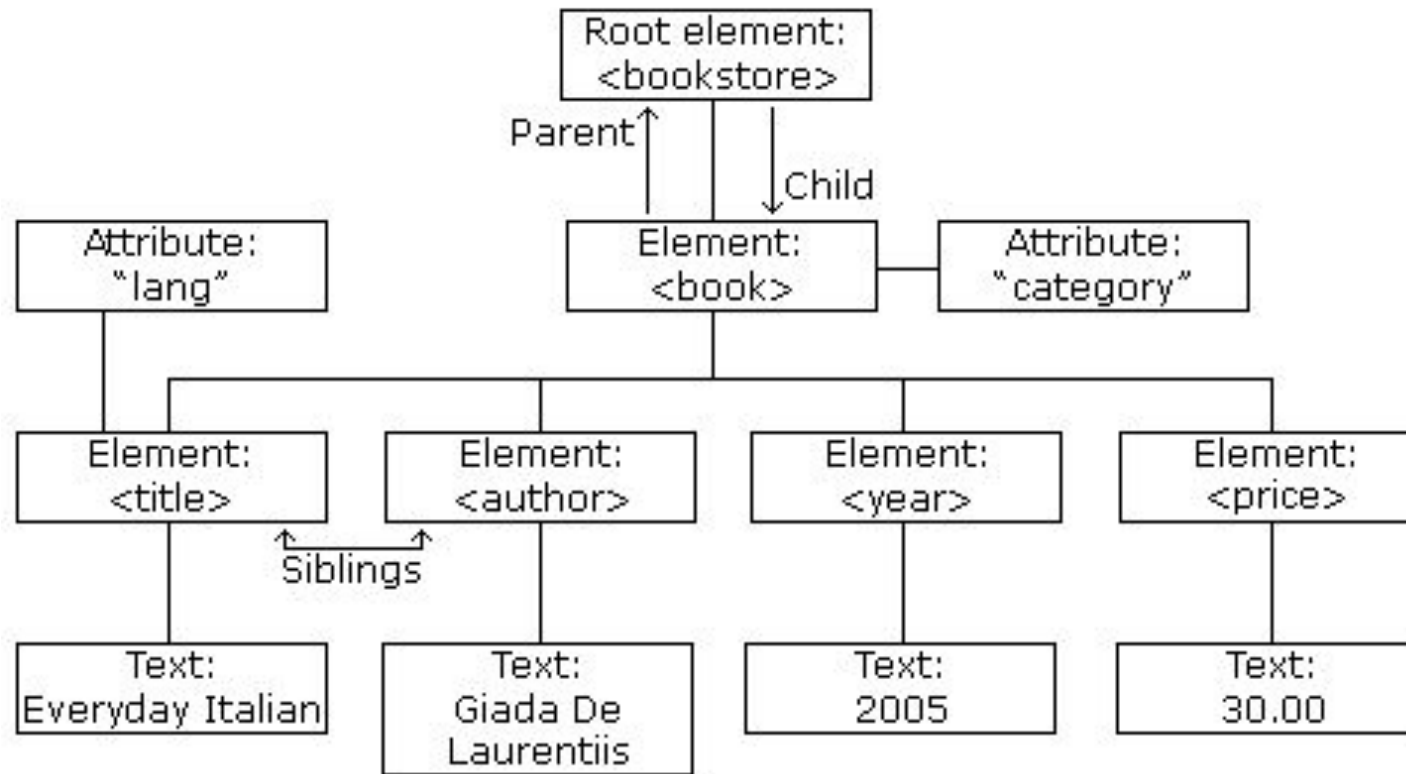 Root element:
<bookstore>
Parent
Child
Attribute:
“lang”
Element:
<book>
Attribute:
“category”
Element:
<title>
Element:
<author>
Element:
<year>
Element:
<price>
Siblings
Text:
Everyday Italian
Text:
Giada De
Laurentiis
Text:
2005
Text:
30.00